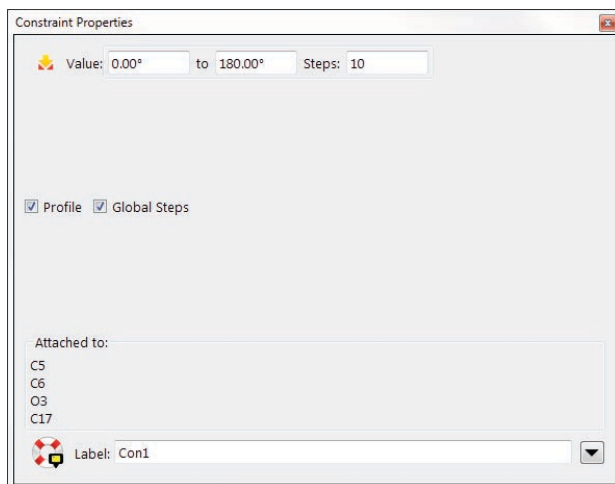 Constraint Properties
Value: 0.00° to 180.00° Steps: 10
Profile Global Steps
Attached to:
C5
C6
O3
C17
Label: Con1